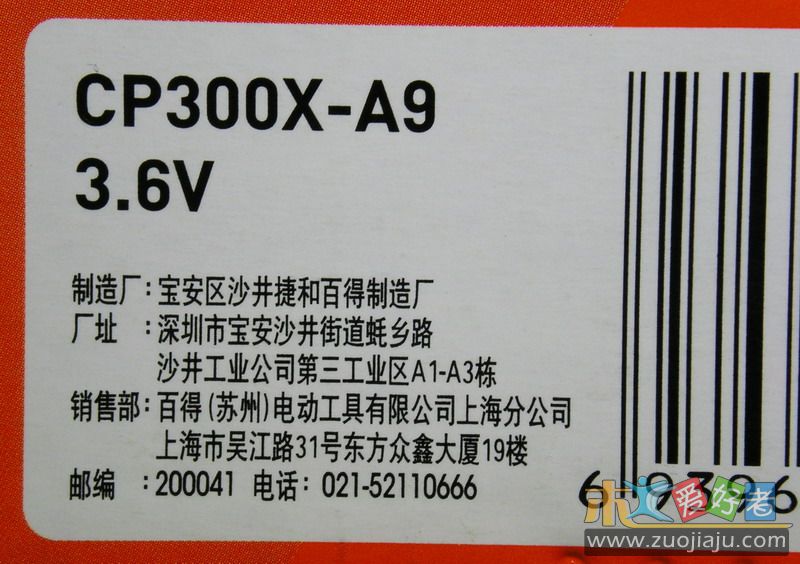 CP300X-A9
3.6V
制造厂:宝安区沙井捷和百得制造厂
厂址 :深圳市宝安沙井街道蚝乡路
沙井工业公司第三工业区A1-A3栋
销售部:百得(苏州)电动工具有限公司上海分公司
上海市吴江路31号东方众鑫大厦19楼
邮编 :200041 电话: 021-52110666
6 9396
木工爱好者
www.zuojiaju.com